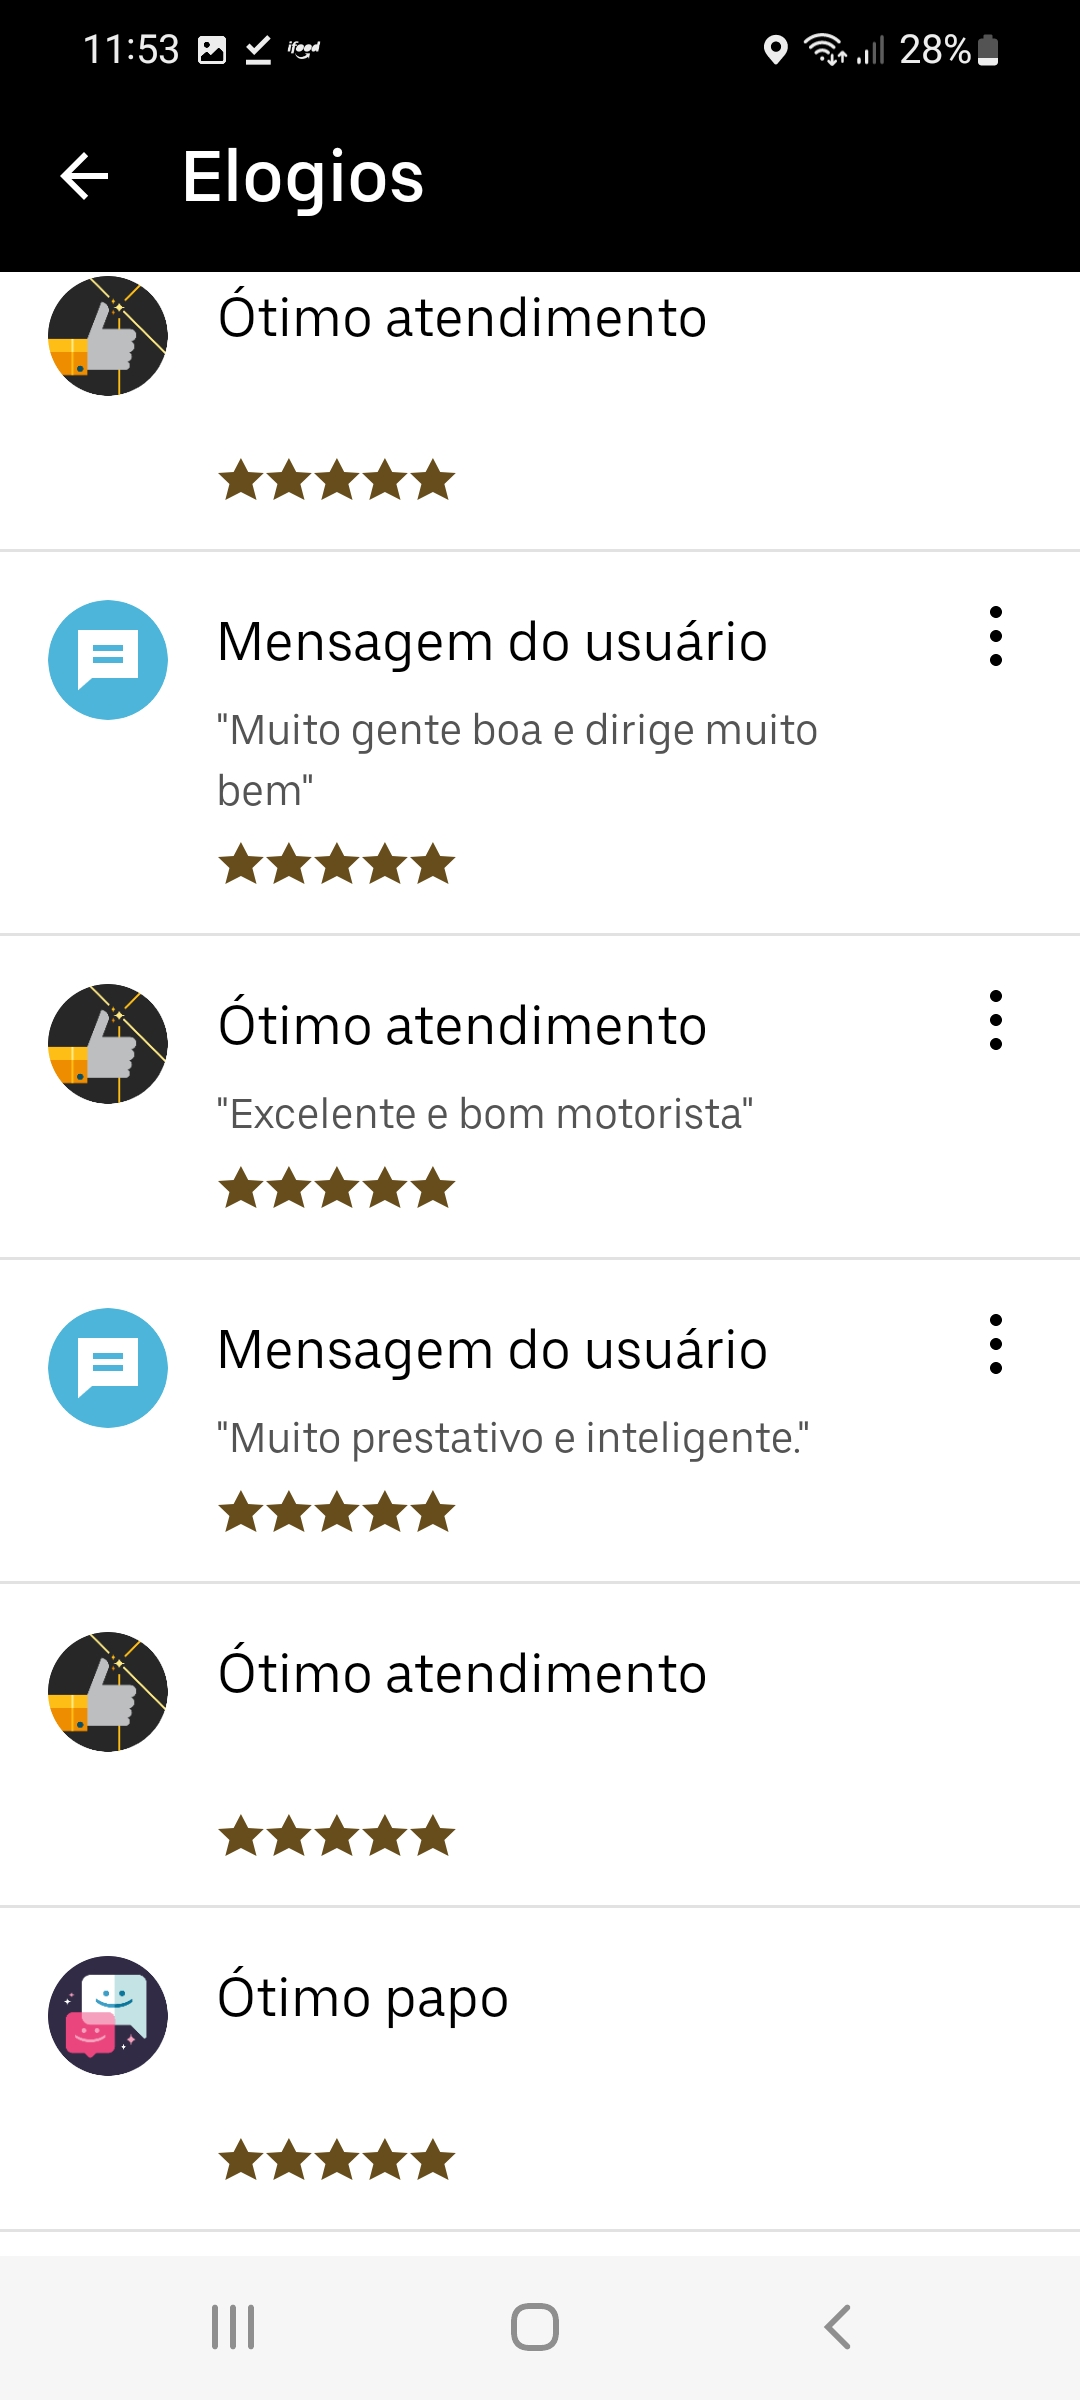 11:53
ifood
28%
Elogios
Ótimo atendimento
Mensagem do usuário
"Muito gente boa e dirige muito
bem"
Ótimo atendimento
"Excelente e bom motorista"
Mensagem do usuário
"Muito prestativo e inteligente."
Ótimo atendimento
Ótimo papo